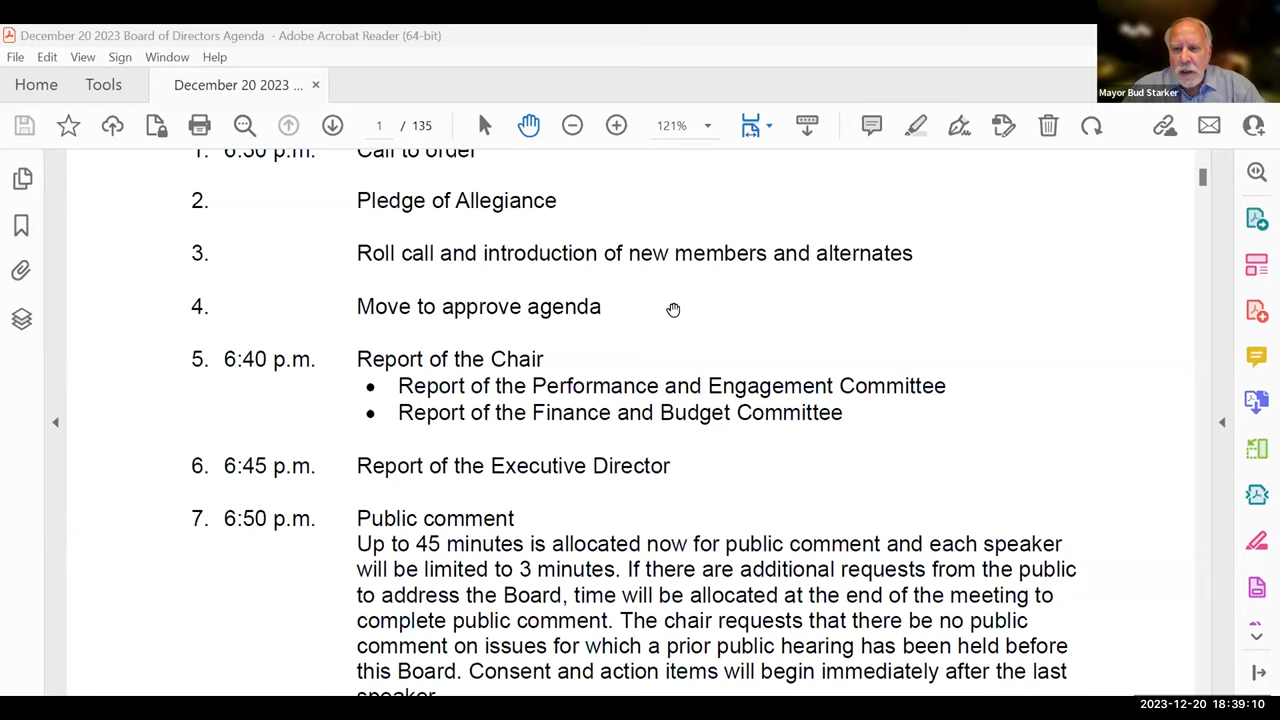 December 20 2023 Board of Directors Agenda - Adobe Acrobat Reader (64-bit)
File Edit View Sign Window Help
Home Tools December 20 2023 ... ×
1 / 135 121%
Mayor Bud Starker
1. 6:30 p.m. Call to order
2. Pledge of Allegiance
3. Roll call and introduction of new members and alternates
4. Move to approve agenda
5. 6:40 p.m. Report of the Chair
• Report of the Performance and Engagement Committee
• Report of the Finance and Budget Committee
6. 6:45 p.m. Report of the Executive Director
7. 6:50 p.m. Public comment
Up to 45 minutes is allocated now for public comment and each speaker
will be limited to 3 minutes. If there are additional requests from the public
to address the Board, time will be allocated at the end of the meeting to
complete public comment. The chair requests that there be no public
comment on issues for which a prior public hearing has been held before
this Board. Consent and action items will begin immediately after the last
speaker.
2023-12-20 18:39:10